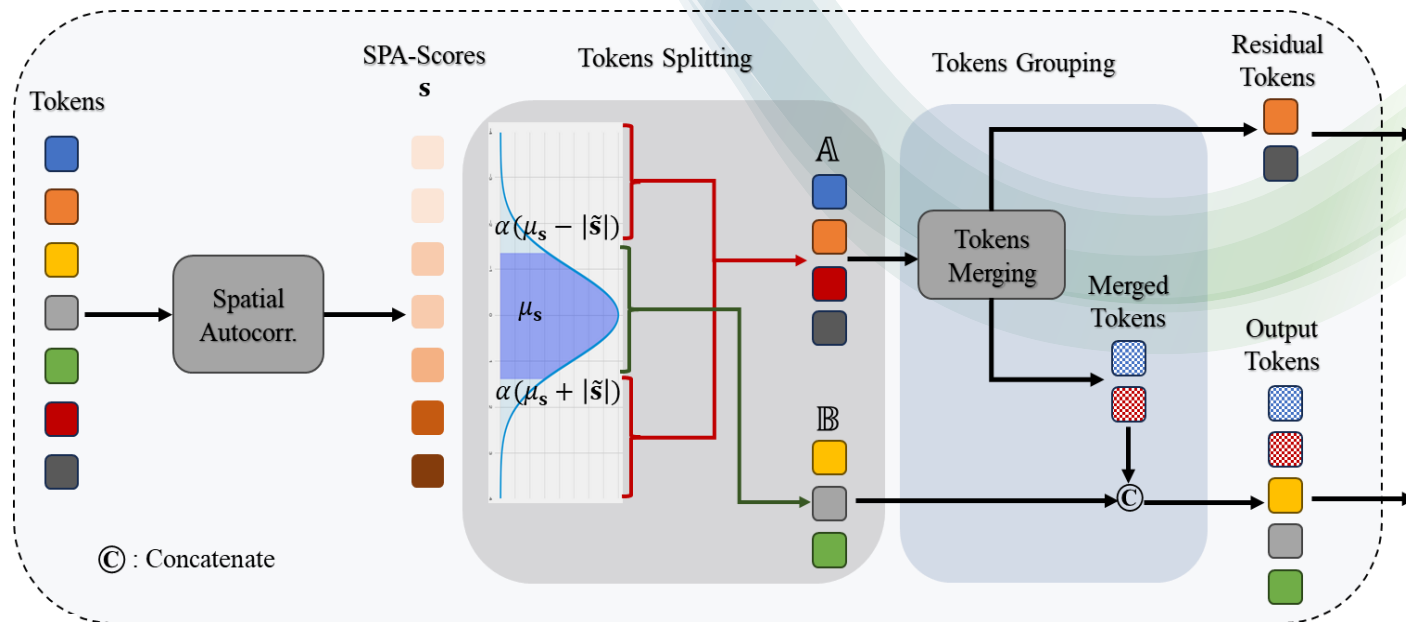 Tokens
SPA-Scores
𝐬
Tokens Splitting
Tokens Grouping
Residual
Tokens
Spatial
Autocorr.
α(μ𝐬 − |𝐬̃|)
μ𝐬
α(μ𝐬 + |𝐬̃|)
𝔸
𝔹
Tokens
Merging
Merged
Tokens
Output
Tokens
C
Ⓒ : Concatenate